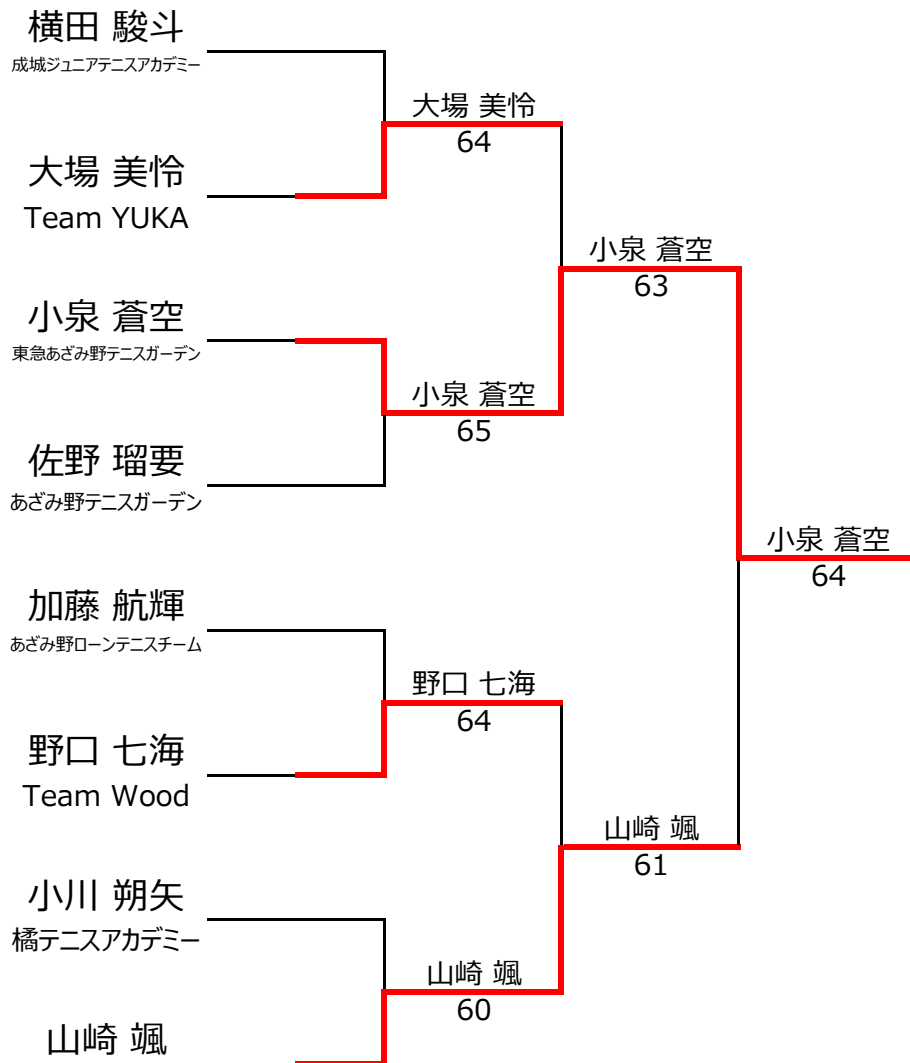 横田 駿斗
成城ジュニアテニスアカデミー
大場 美怜
64
大場 美怜
Team YUKA
小泉 蒼空
63
小泉 蒼空
東急あざみ野テニスガーデン
小泉 蒼空
65
佐野 瑠要
あざみ野テニスガーデン
小泉 蒼空
64
加藤 航輝
あざみ野ローンテニスチーム
野口 七海
64
野口 七海
Team Wood
山崎 颯
61
小川 朔矢
橘テニスアカデミー
山崎 颯
60
山崎 颯